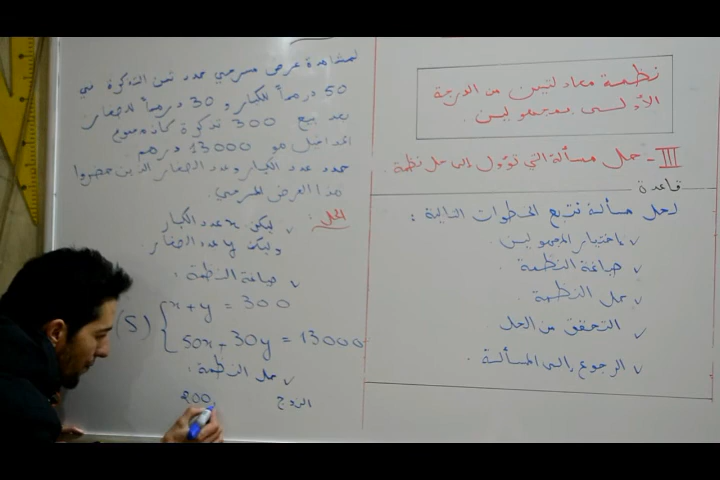 نظمة معادلتين من الدرجة
الأولى بمجهولين.
III - حل مسألة التي تؤول إلى حل نظمة.
قاعدة
لحل مسألة نتبع الخطوات التالية :
✓ اختيار المجهولين.
✓ صياغة النظمة.
✓ حل النظمة.
✓ التحقق من الحل
✓ الرجوع إلى المسألة.
لمشاهدة عرض مسرحي حدد ثمن التذكرة في
50 درهماً للكبار و 30 درهماً للصغار
بعد بيع 300 تذكرة كان مجموع
المداخيل هو 13000 درهم
حدد عدد الكبار وعدد الصغار الذين حضروا
هذا العرض المسرحي.
الحل :
✓ ليكن x عدد الكبار
وليكن y عدد الصغار.
✓ صياغة النظمة :
(S) { x + y = 300
50x + 30y = 13000
✓ حل النظمة :
الزوج 200,